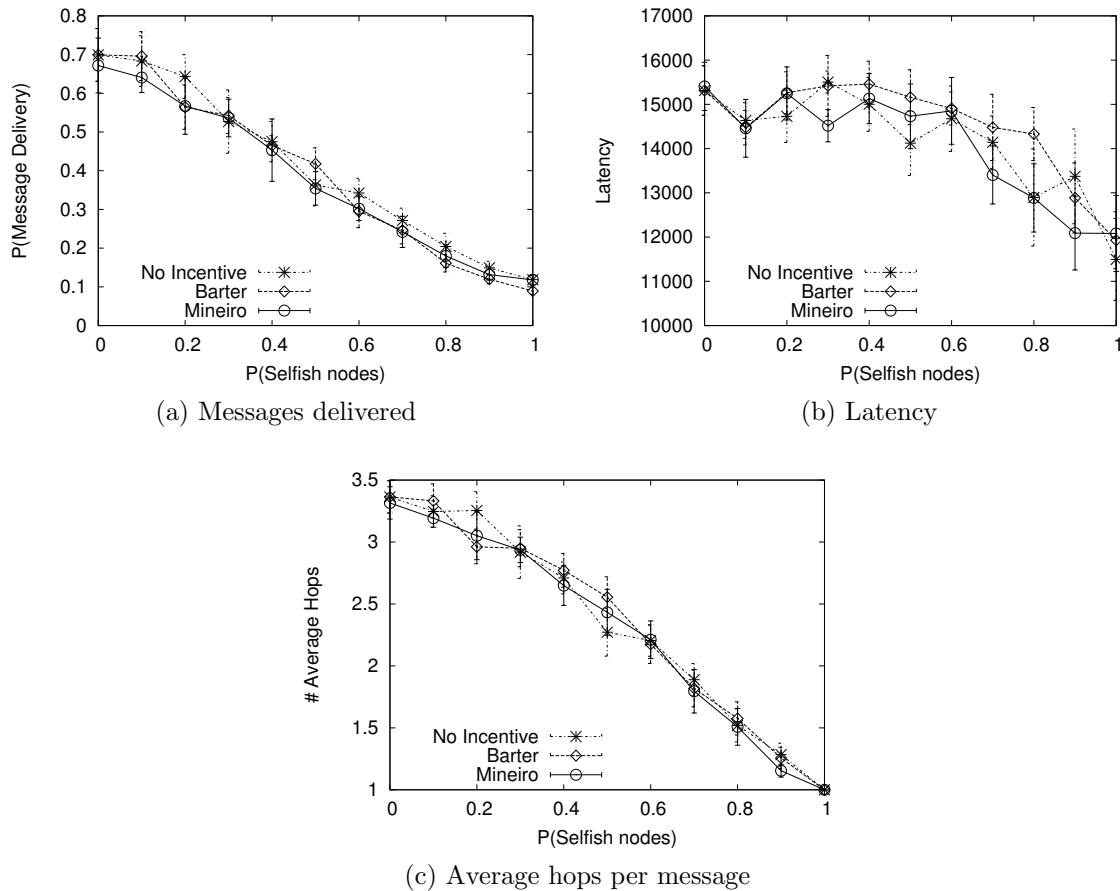 0.8
0.7
0.6
0.5
0.4
0.3
0.2
0.1
0
P(Message Delivery)
No Incentive
Barter
Mineiro
0 0.2 0.4 0.6 0.8 1
P(Selfish nodes)
(a) Messages delivered
17000
16000
15000
14000
13000
12000
11000
10000
Latency
No Incentive
Barter
Mineiro
0 0.2 0.4 0.6 0.8 1
P(Selfish nodes)
(b) Latency
3.5
3
2.5
2
1.5
1
# Average Hops
No Incentive
Barter
Mineiro
0 0.2 0.4 0.6 0.8 1
P(Selfish nodes)
(c) Average hops per message